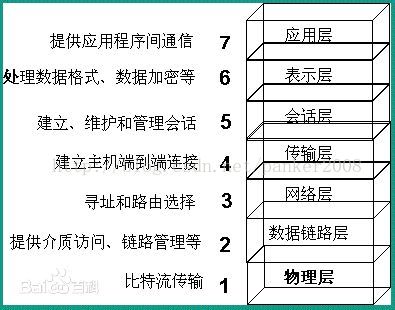 提供应用程序间通信 7 应用层
处理数据格式、数据加密等 6 表示层
建立、维护和管理会话 5 会话层
建立主机端到端连接 4 传输层
寻址和路由选择 3 网络层
提供介质访问、链路管理等 2 数据链路层
比特流传输 1 物理层
Bai百科